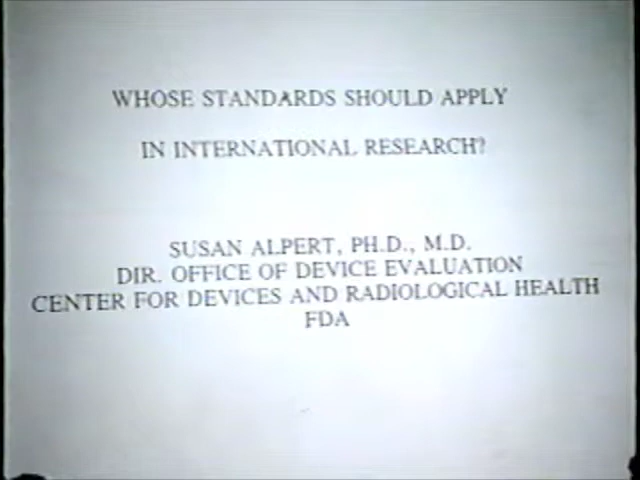 WHOSE STANDARDS SHOULD APPLY
IN INTERNATIONAL RESEARCH?
SUSAN ALPERT, PH.D., M.D.
DIR. OFFICE OF DEVICE EVALUATION
CENTER FOR DEVICES AND RADIOLOGICAL HEALTH
FDA